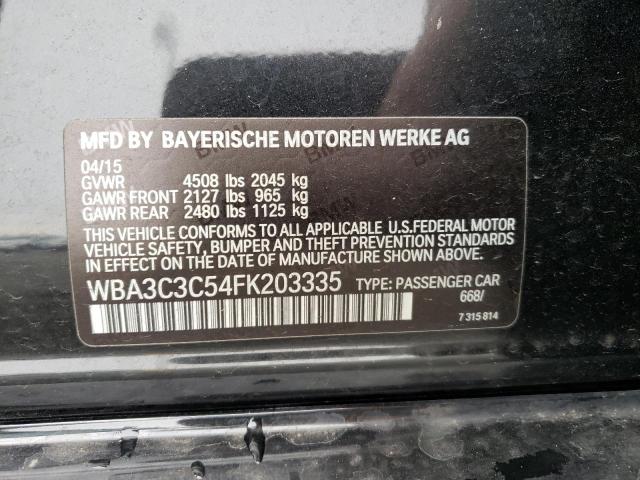 MFD BY BAYERISCHE MOTOREN WERKE AG
04/15
GVWR 4508 lbs 2045 kg
GAWR FRONT 2127 lbs 965 kg
GAWR REAR 2480 lbs 1125 kg
THIS VEHICLE CONFORMS TO ALL APPLICABLE U.S.FEDERAL MOTOR
VEHICLE SAFETY, BUMPER AND THEFT PREVENTION STANDARDS
IN EFFECT ON THE DATE OF MANUFACTURE SHOWN ABOVE.
WBA3C3C54FK203335 TYPE: PASSENGER CAR
668/
7 315 814